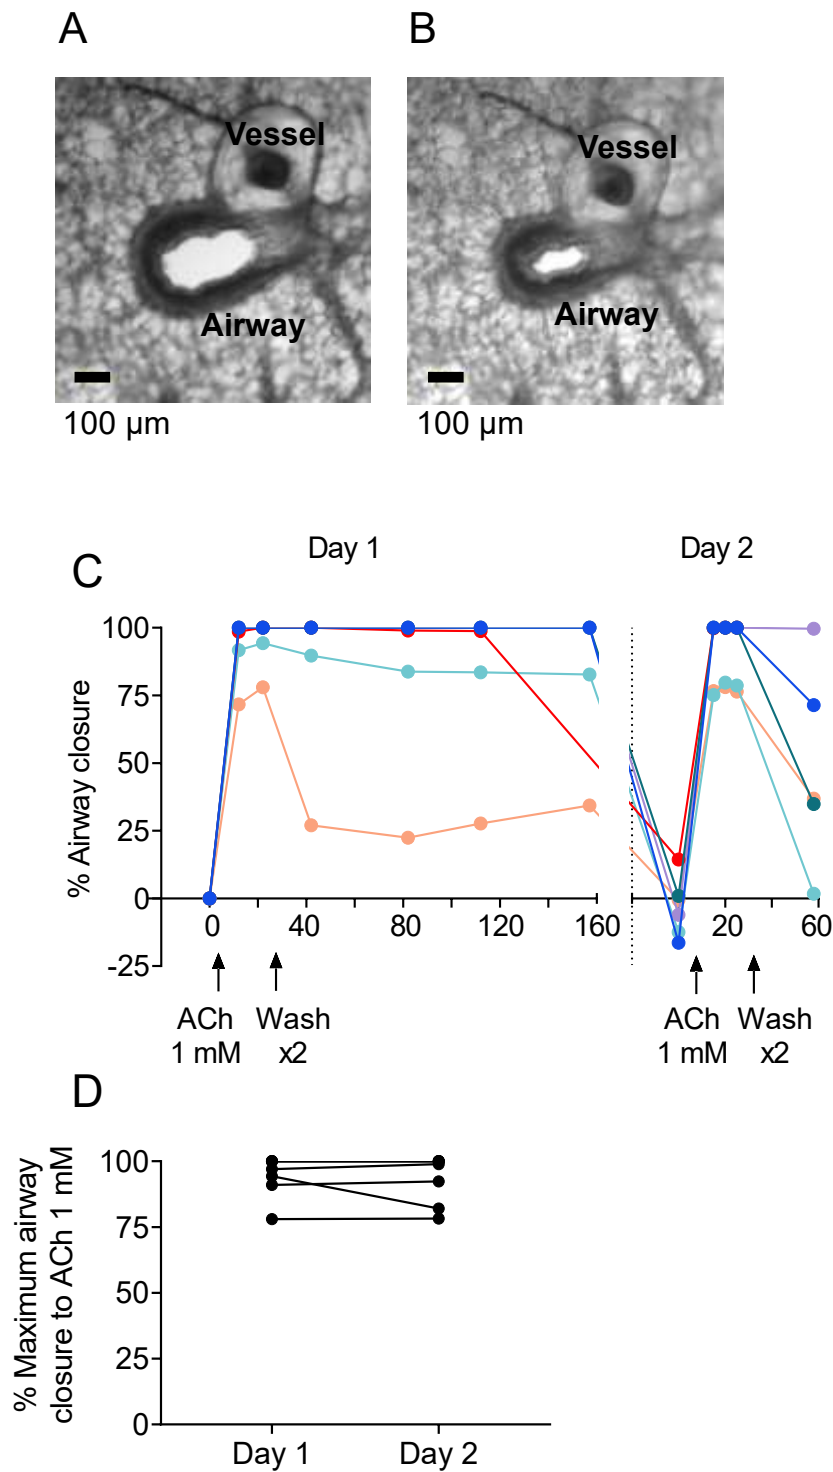 A
B
Vessel
Vessel
Airway
Airway
100 µm
100 µm
C
Day 1
Day 2
% Airway closure
100
75
50
25
0
-25
0
40
80
120
160
20
60
ACh
1 mM
Wash
x2
ACh
1 mM
Wash
x2
D
% Maximum airway
closure to ACh 1 mM
100
75
50
25
0
Day 1
Day 2